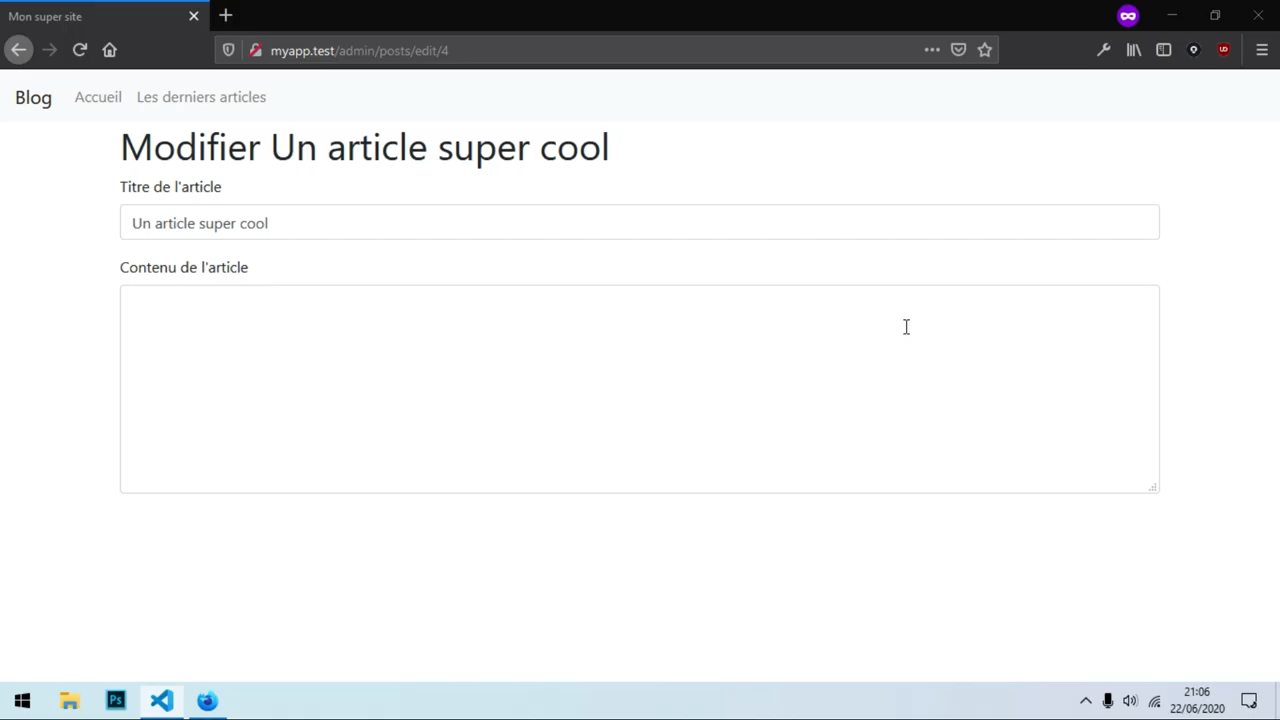 Mon super site
myapp.test/admin/posts/edit/4
Blog Accueil Les derniers articles
Modifier Un article super cool
Titre de l'article
Un article super cool
Contenu de l'article
Ps
21:06
22/06/2020